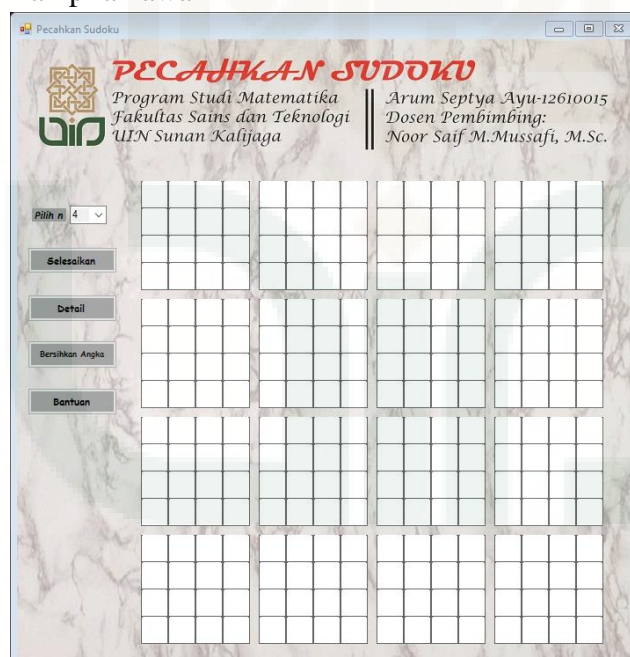 Pecahkan Sudoku
PECAHKAN SUDOKU
Program Studi Matematika
Fakultas Sains dan Teknologi
UIN Sunan Kalijaga
Arum Septya Ayu-12610015
Dosen Pembimbing:
Noor Saif M.Mussafi, M.Sc.
Pilih n 4
Selesaikan
Detail
Bersihkan Angka
Bantuan